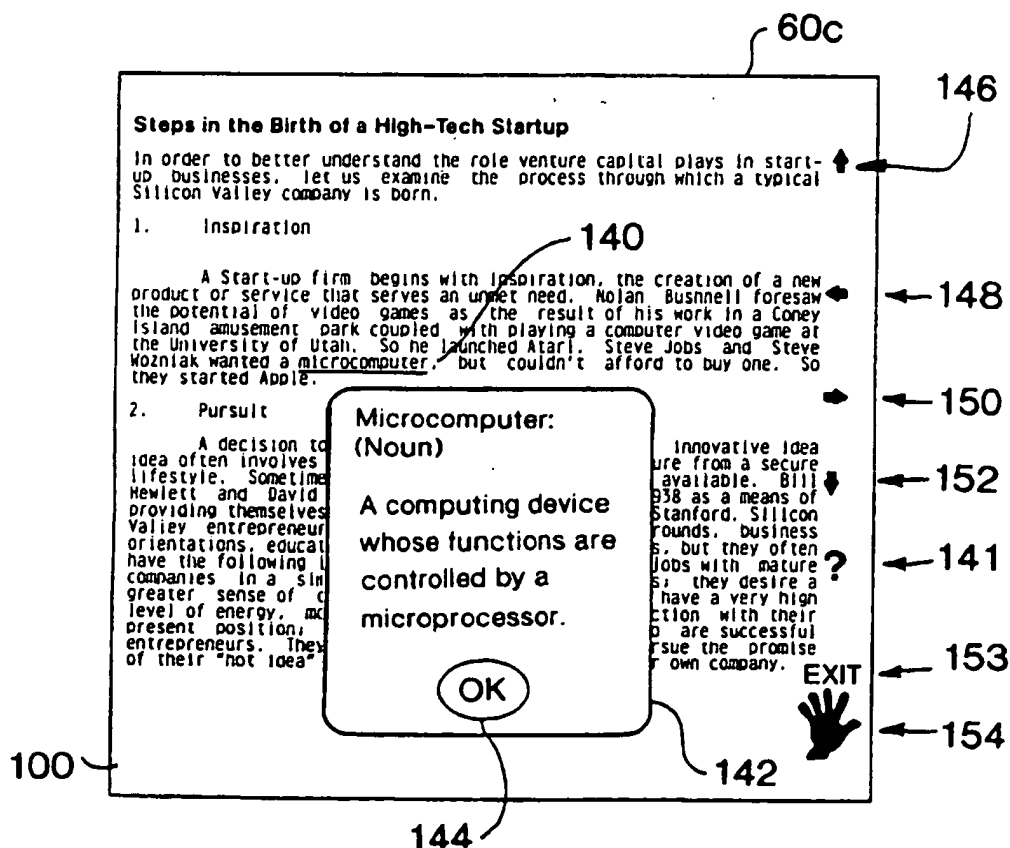 60c
146
Steps in the Birth of a High-Tech Startup
In order to better understand the role venture capital plays in start-
up businesses, let us examine the process through which a typical
Silicon Valley company is born.
1. Inspiration
140
A Start-up firm begins with inspiration, the creation of a new
product or service that serves an unmet need. Nolan Bushnell foresaw
148
the potential of video games as the result of his work in a Coney
Island amusement park coupled with playing a computer video game at
the University of Utah. So he launched Atari. Steve Jobs and Steve
Wozniak wanted a microcomputer, but couldn't afford to buy one. So
they started Apple.
150
2. Pursuit
Microcomputer:
(Noun)
A computing device
whose functions are
controlled by a
microprocessor.
OK
A decision to innovative idea
idea often involves ure from a secure
lifestyle. Sometime available. Bill
152
Hewlett and David 938 as a means of
providing themselves Stanford. Silicon
Valley entrepreneur rounds, business
orientations, educat s, but they often
have the following l jobs with mature
? 141
companies in a sim s; they desire a
greater sense of c have a very high
level of energy, mo ction with their
present position, o are successful
entrepreneurs. They rsue the promise
of their "hot idea" r own company.
EXIT 153
154
100
142
144